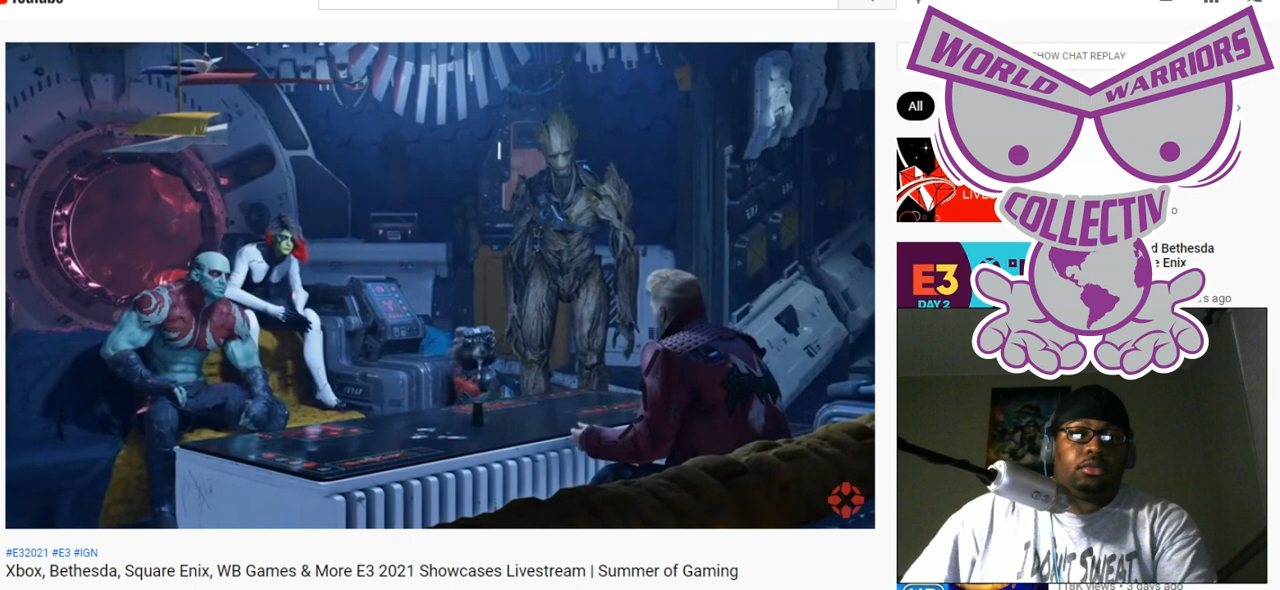 SHOW CHAT REPLAY
WORLD
WARRIORS
COLLECTIV
All
LIVE
E3
DAY 2
d Bethesda
e Enix
s ago
I DON'T SWEAT
#E32021 #E3 #IGN
Xbox, Bethesda, Square Enix, WB Games & More E3 2021 Showcases Livestream | Summer of Gaming
118K views • 3 days ago